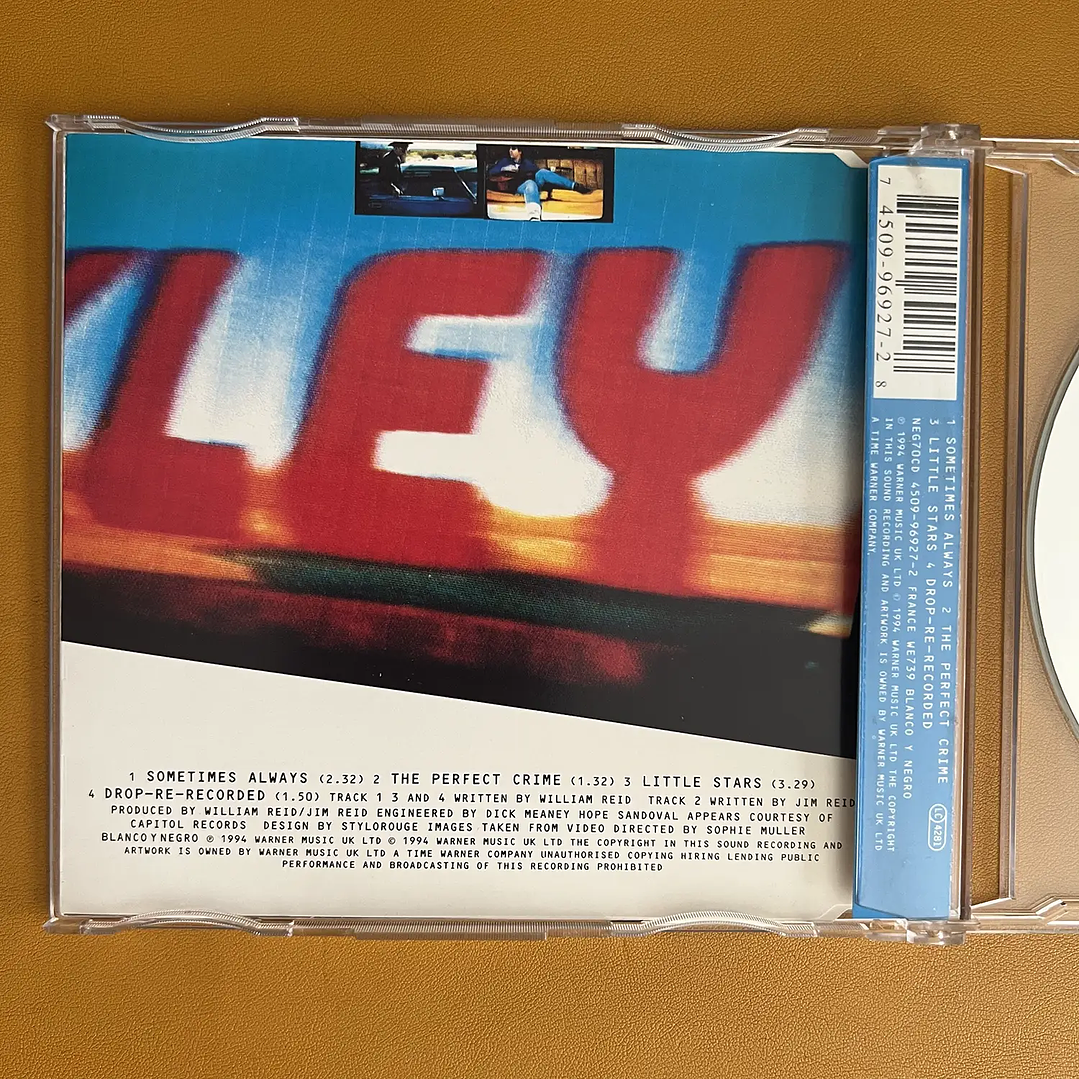 LEY
1 SOMETIMES ALWAYS (2.32) 2 THE PERFECT CRIME (1.32) 3 LITTLE STARS (3.29)
4 DROP-RE-RECORDED (1.50) TRACK 1 3 AND 4 WRITTEN BY WILLIAM REID TRACK 2 WRITTEN BY JIM REID
PRODUCED BY WILLIAM REID/JIM REID ENGINEERED BY DICK MEANEY HOPE SANDOVAL APPEARS COURTESY OF
CAPITOL RECORDS DESIGN BY STYLOROUGE IMAGES TAKEN FROM VIDEO DIRECTED BY SOPHIE MULLER
BLANCO Y NEGRO ℗ 1994 WARNER MUSIC UK LTD © 1994 WARNER MUSIC UK LTD THE COPYRIGHT IN THIS SOUND RECORDING AND
ARTWORK IS OWNED BY WARNER MUSIC UK LTD A TIME WARNER COMPANY UNAUTHORISED COPYING HIRING LENDING PUBLIC
PERFORMANCE AND BROADCASTING OF THIS RECORDING PROHIBITED
7 4509-96927-2 8
1 SOMETIMES ALWAYS 2 THE PERFECT CRIME
3 LITTLE STARS 4 DROP-RE-RECORDED
NEG70CD 4509-96927-2 FRANCE WE739 BLANCO Y NEGRO
℗ 1994 WARNER MUSIC UK LTD © 1994 WARNER MUSIC UK LTD THE COPYRIGHT
IN THIS SOUND RECORDING AND ARTWORK IS OWNED BY WARNER MUSIC UK LTD
A TIME WARNER COMPANY.
LC 4281